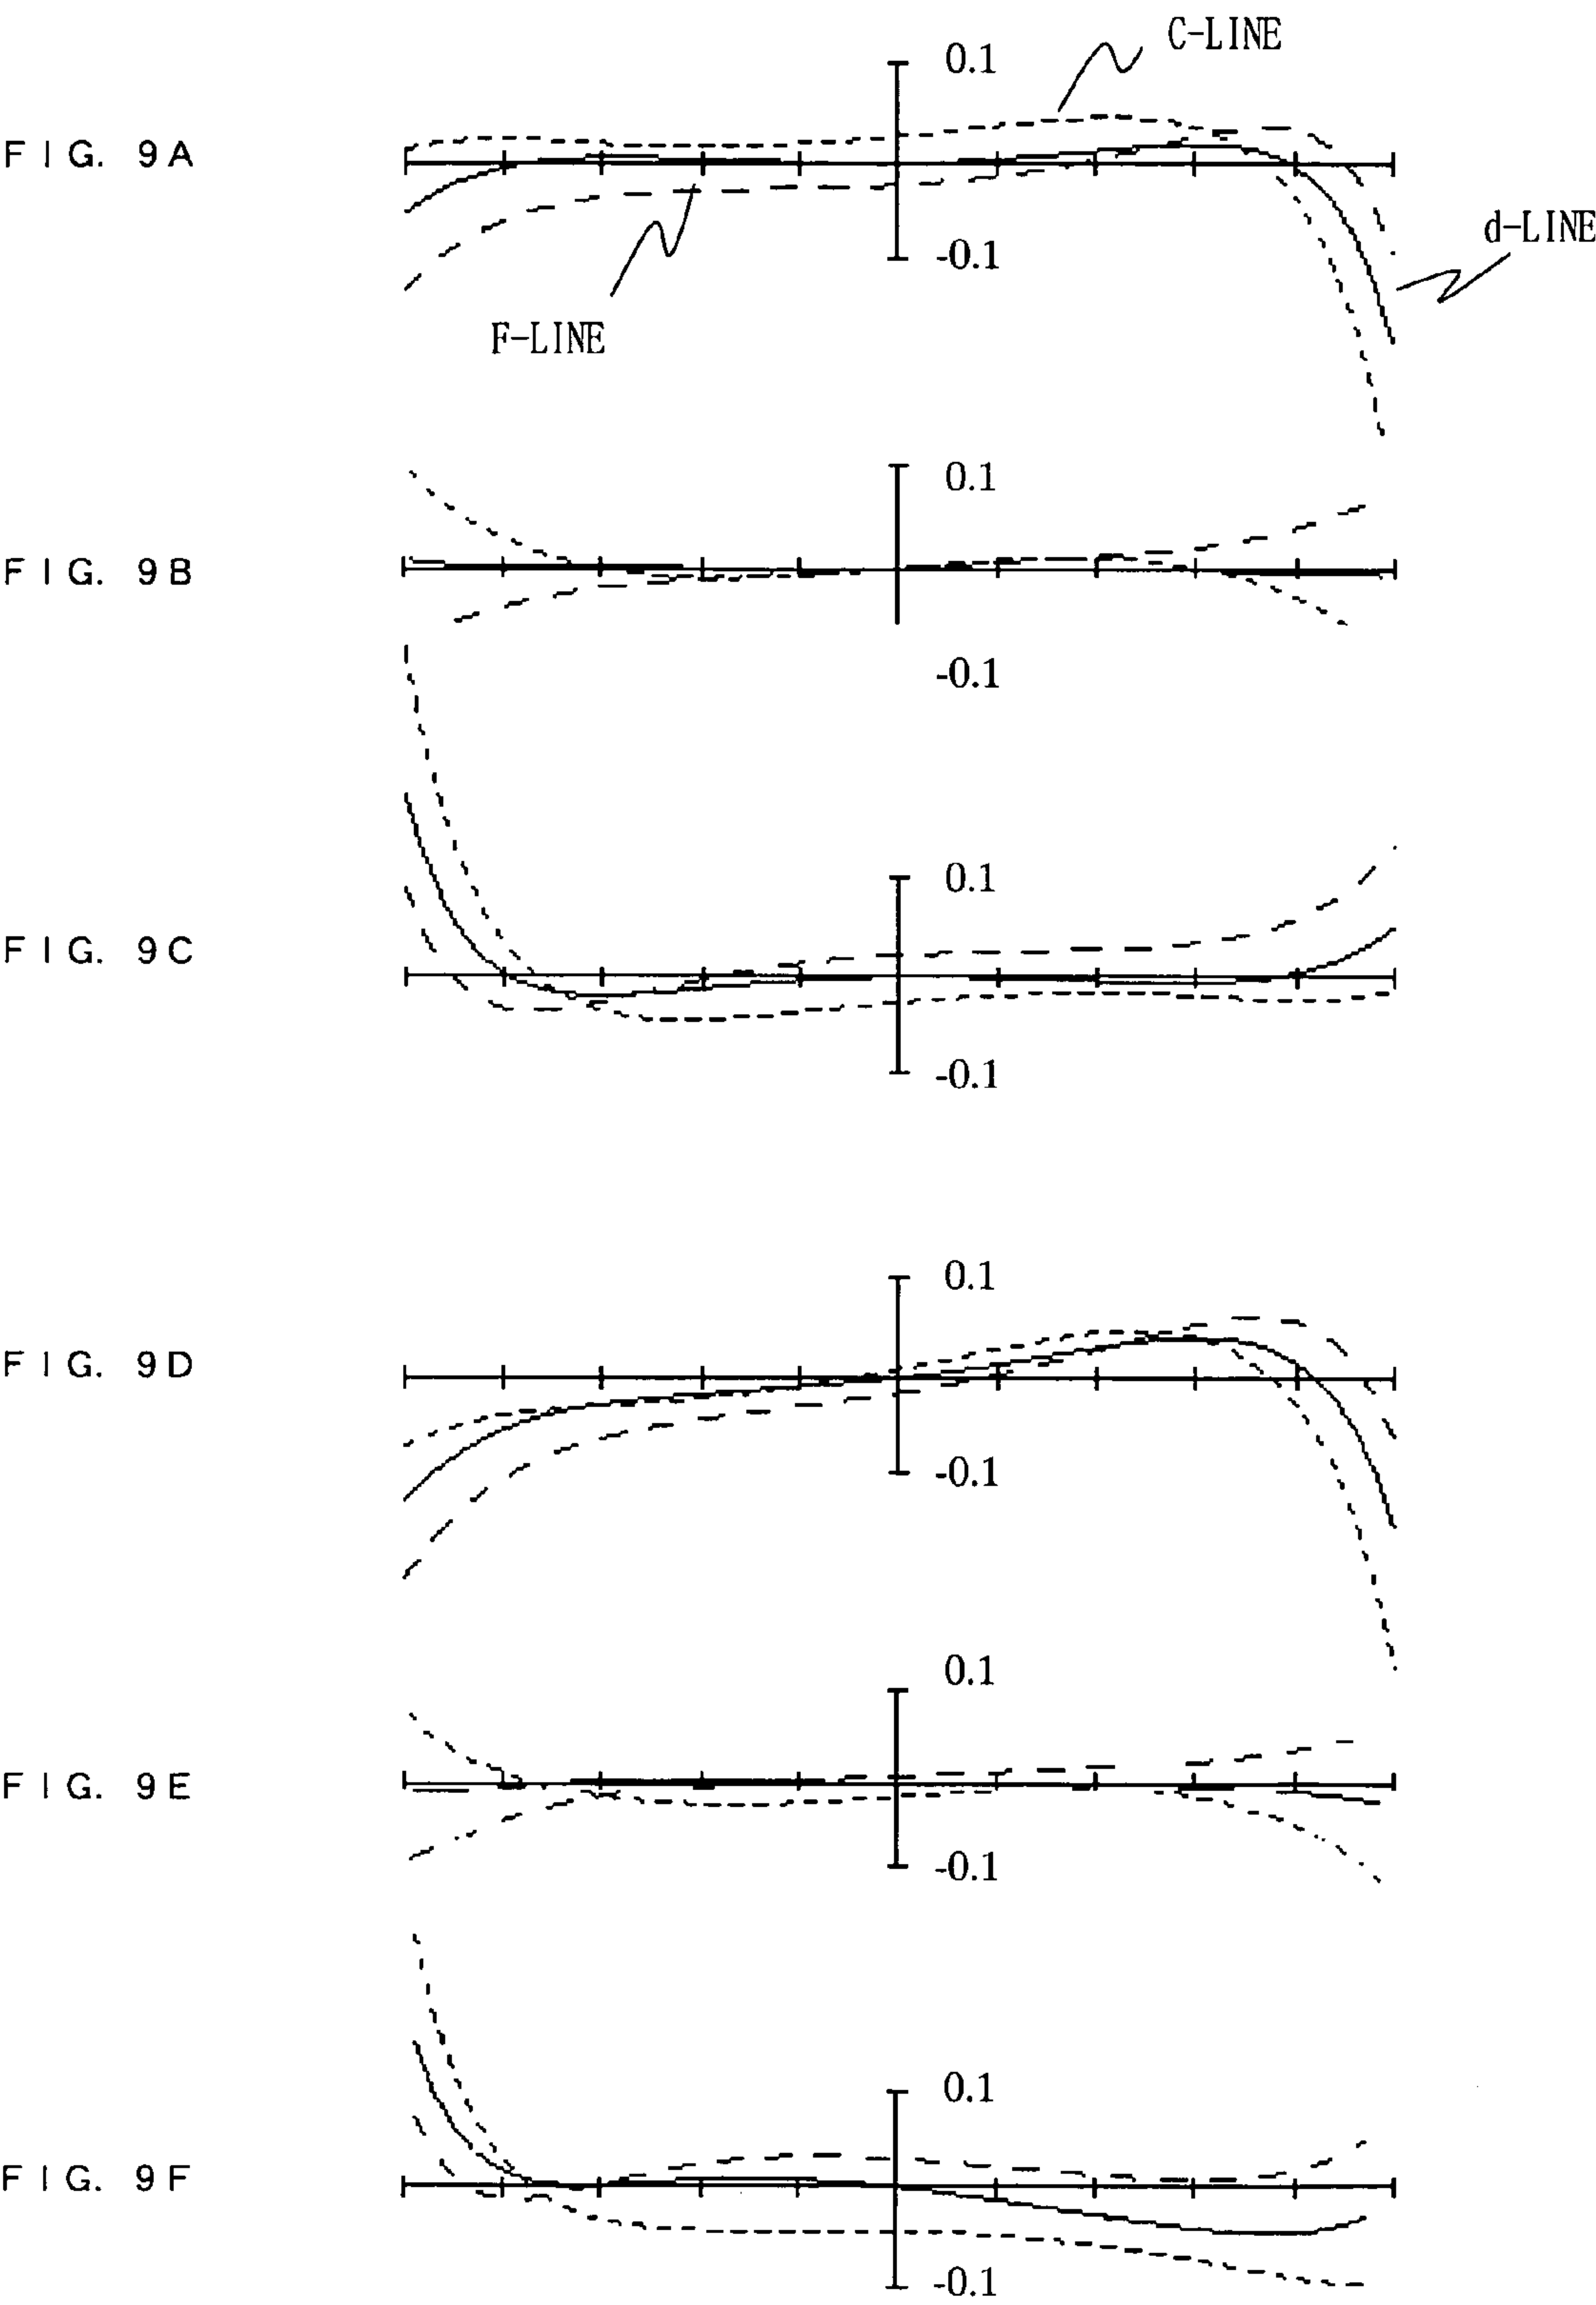 C-LINE
0.1
FIG. 9A
d-LINE
-0.1
F-LINE
0.1
FIG. 9B
-0.1
0.1
FIG. 9C
-0.1
0.1
FIG. 9D
-0.1
0.1
FIG. 9E
-0.1
0.1
FIG. 9F
-0.1